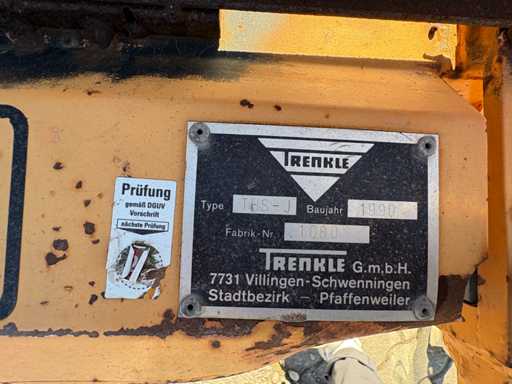 TRENKLE
Type THS-J Baujahr 1990
Fabrik-Nr. 1080
TRENKLE G.m.b.H.
7731 Villingen-Schwenningen
Stadtbezirk – Pfaffenweiler
Prüfung
gemäß DGUV
Vorschrift
nächste Prüfung